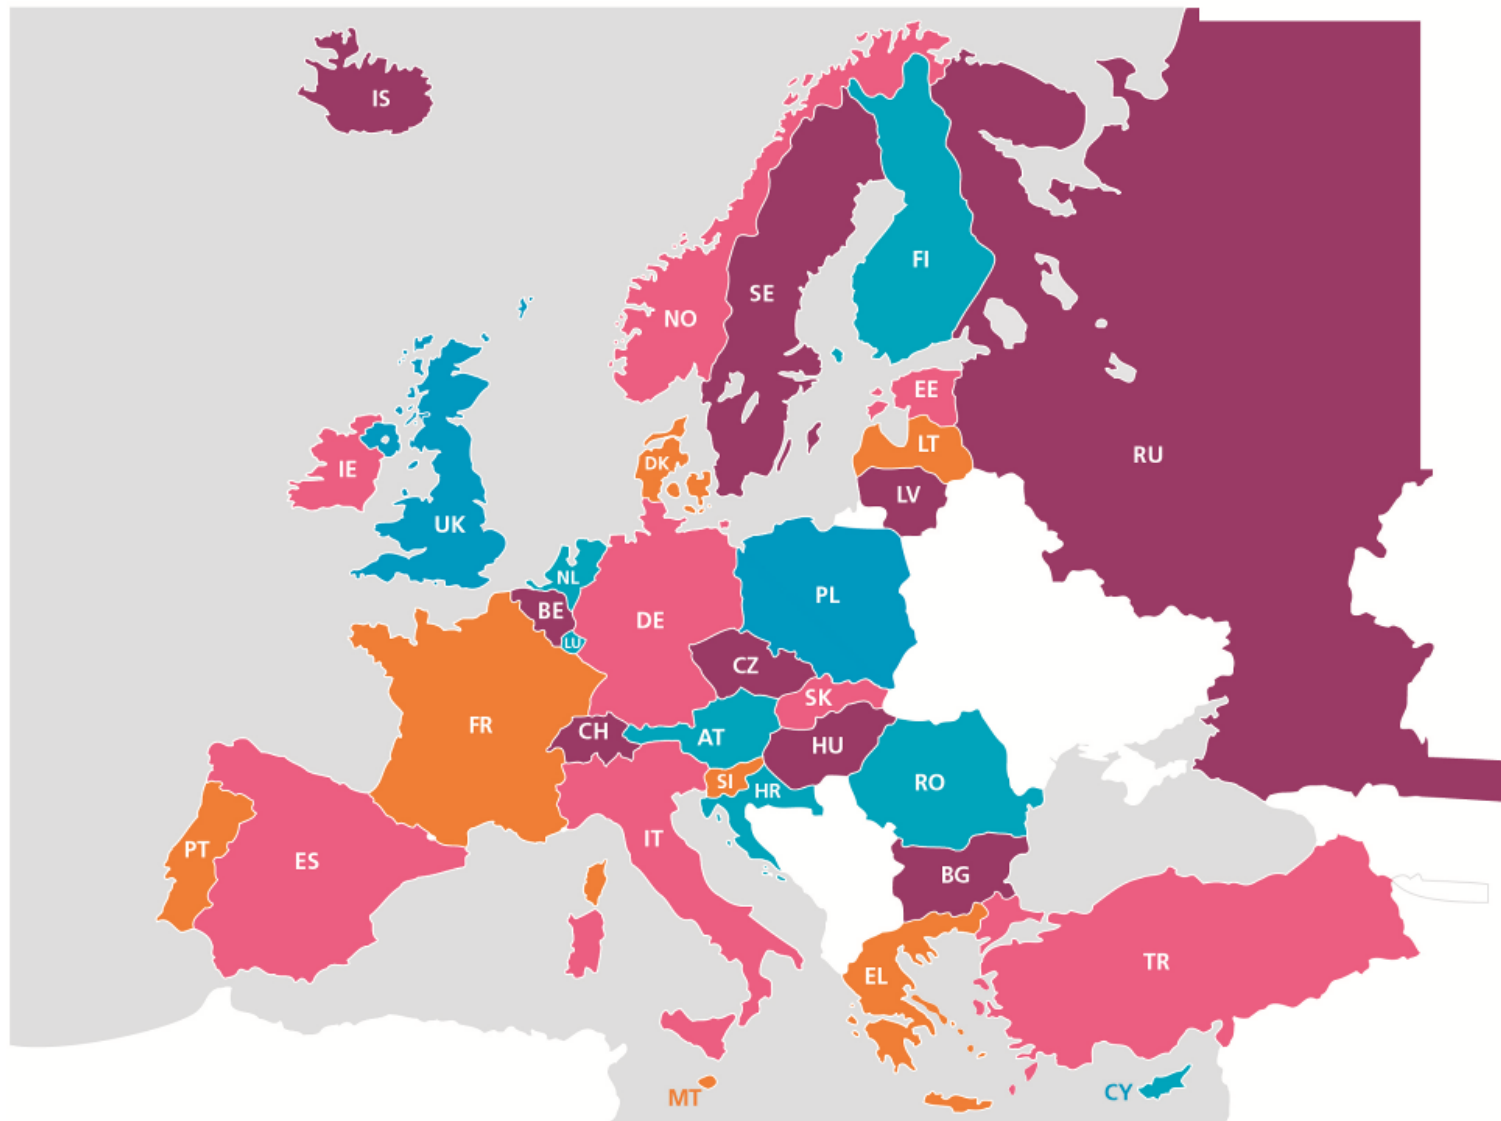 IS
FI
SE
NO
EE
LT
RU
IE
DK
LV
UK
NL
PL
BE
DE
LU
CZ
SK
FR
CH
AT
HU
SI
HR
RO
IT
PT
ES
BG
EL
TR
MT
CY